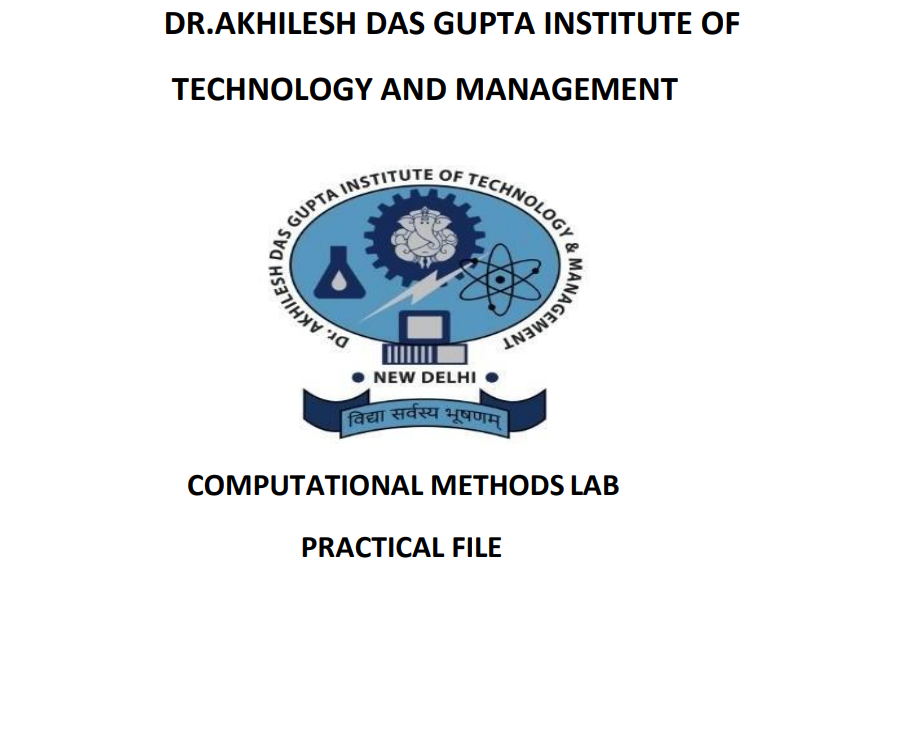 DR.AKHILESH DAS GUPTA INSTITUTE OF
TECHNOLOGY AND MANAGEMENT
Dr. AKHILESH DAS GUPTA INSTITUTE OF TECHNOLOGY & MANAGEMENT
NEW DELHI
विद्या सर्वस्य भूषणम्
COMPUTATIONAL METHODS LAB
PRACTICAL FILE